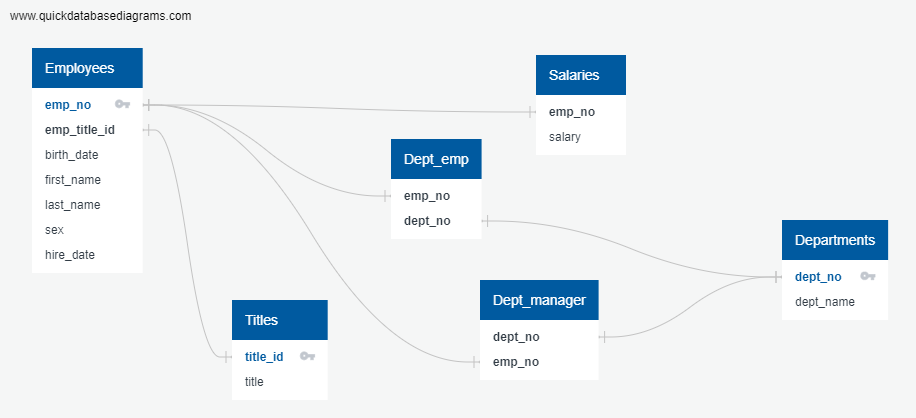 www.quickdatabasediagrams.com
Employees
emp_no
emp_title_id
birth_date
first_name
last_name
sex
hire_date
Salaries
emp_no
salary
Dept_emp
emp_no
dept_no
Departments
dept_no
dept_name
Dept_manager
dept_no
emp_no
Titles
title_id
title